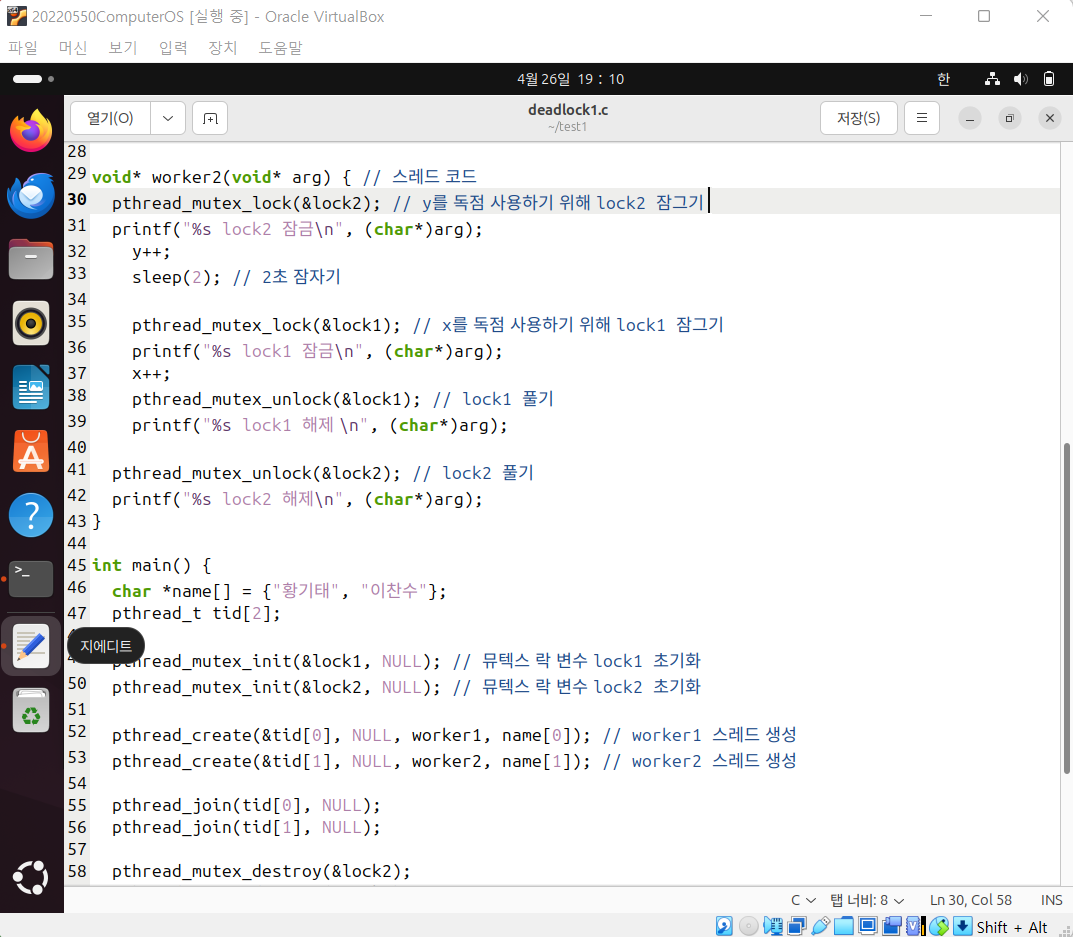 20220550ComputerOS [실행 중] - Oracle VirtualBox
파일 머신 보기 입력 장치 도움말
4월 26일 19 : 10 한
열기(O) deadlock1.c 저장(S)
~/test1
28
29 void* worker2(void* arg) { // 스레드 코드
30 pthread_mutex_lock(&lock2); // y를 독점 사용하기 위해 lock2 잠그기
31 printf("%s lock2 잠금\n", (char*)arg);
32 y++;
33 sleep(2); // 2초 잠자기
34
35 pthread_mutex_lock(&lock1); // x를 독점 사용하기 위해 lock1 잠그기
36 printf("%s lock1 잠금\n", (char*)arg);
37 x++;
38 pthread_mutex_unlock(&lock1); // lock1 풀기
39 printf("%s lock1 해제 \n", (char*)arg);
40
41 pthread_mutex_unlock(&lock2); // lock2 풀기
42 printf("%s lock2 해제\n", (char*)arg);
43 }
44
45 int main() {
46 char *name[] = {"황기태", "이찬수"};
47 pthread_t tid[2];
지에디트
pthread_mutex_init(&lock1, NULL); // 뮤텍스 락 변수 lock1 초기화
50 pthread_mutex_init(&lock2, NULL); // 뮤텍스 락 변수 lock2 초기화
51
52 pthread_create(&tid[0], NULL, worker1, name[0]); // worker1 스레드 생성
53 pthread_create(&tid[1], NULL, worker2, name[1]); // worker2 스레드 생성
54
55 pthread_join(tid[0], NULL);
56 pthread_join(tid[1], NULL);
57
58 pthread_mutex_destroy(&lock2);
C 탭 너비: 8 Ln 30, Col 58 INS
Shift + Alt